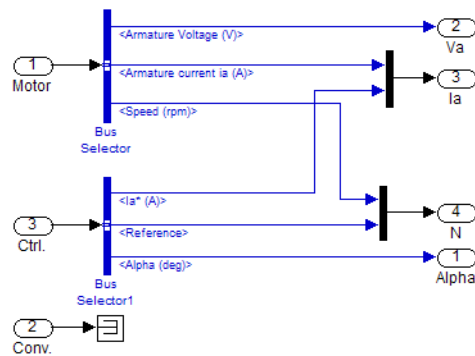 <Armature Voltage (V)>
2
Va
1
Motor
<Armature current ia (A)>
3
Ia
<Speed (rpm)>
Bus
Selector
3
Ctrl.
<Ia* (A)>
4
N
<Reference>
<Alpha (deg)>
1
Alpha
Bus
Selector1
2
Conv.